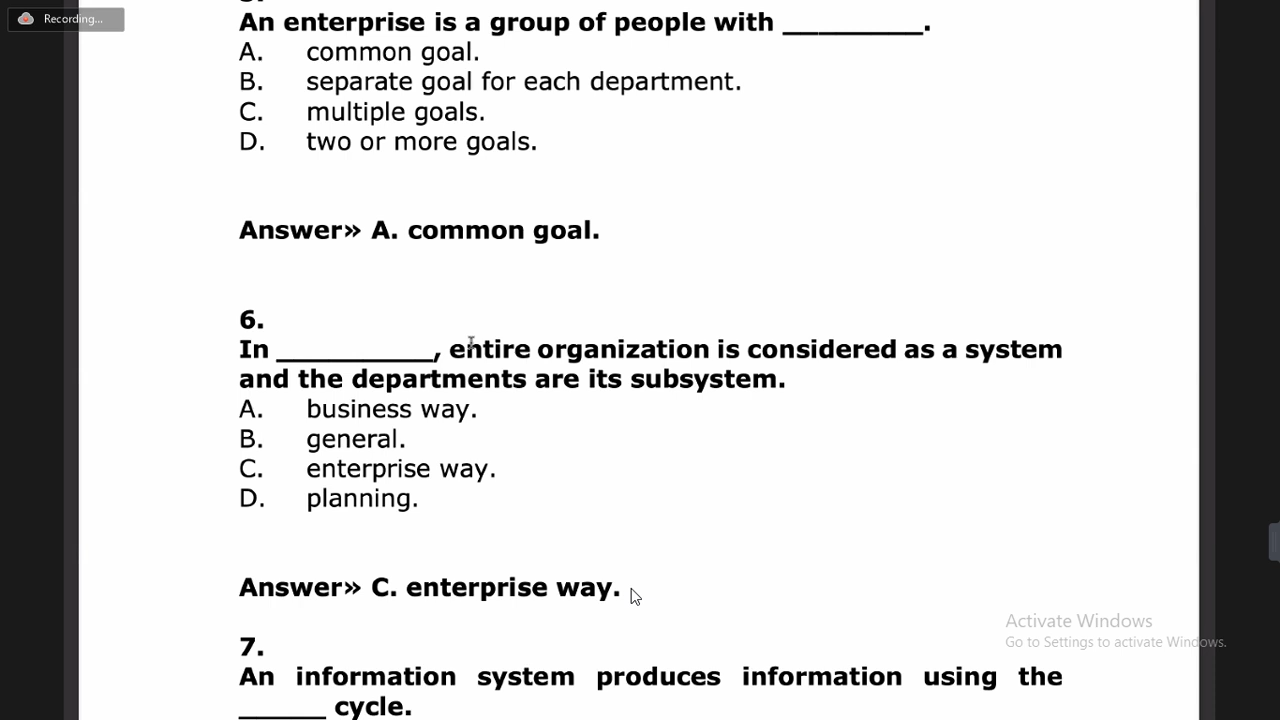 Recording...
An enterprise is a group of people with ________.
A. common goal.
B. separate goal for each department.
C. multiple goals.
D. two or more goals.
Answer» A. common goal.
6.
In _________, entire organization is considered as a system
and the departments are its subsystem.
A. business way.
B. general.
C. enterprise way.
D. planning.
Answer» C. enterprise way.
Activate Windows
Go to Settings to activate Windows.
7.
An information system produces information using the
_____ cycle.